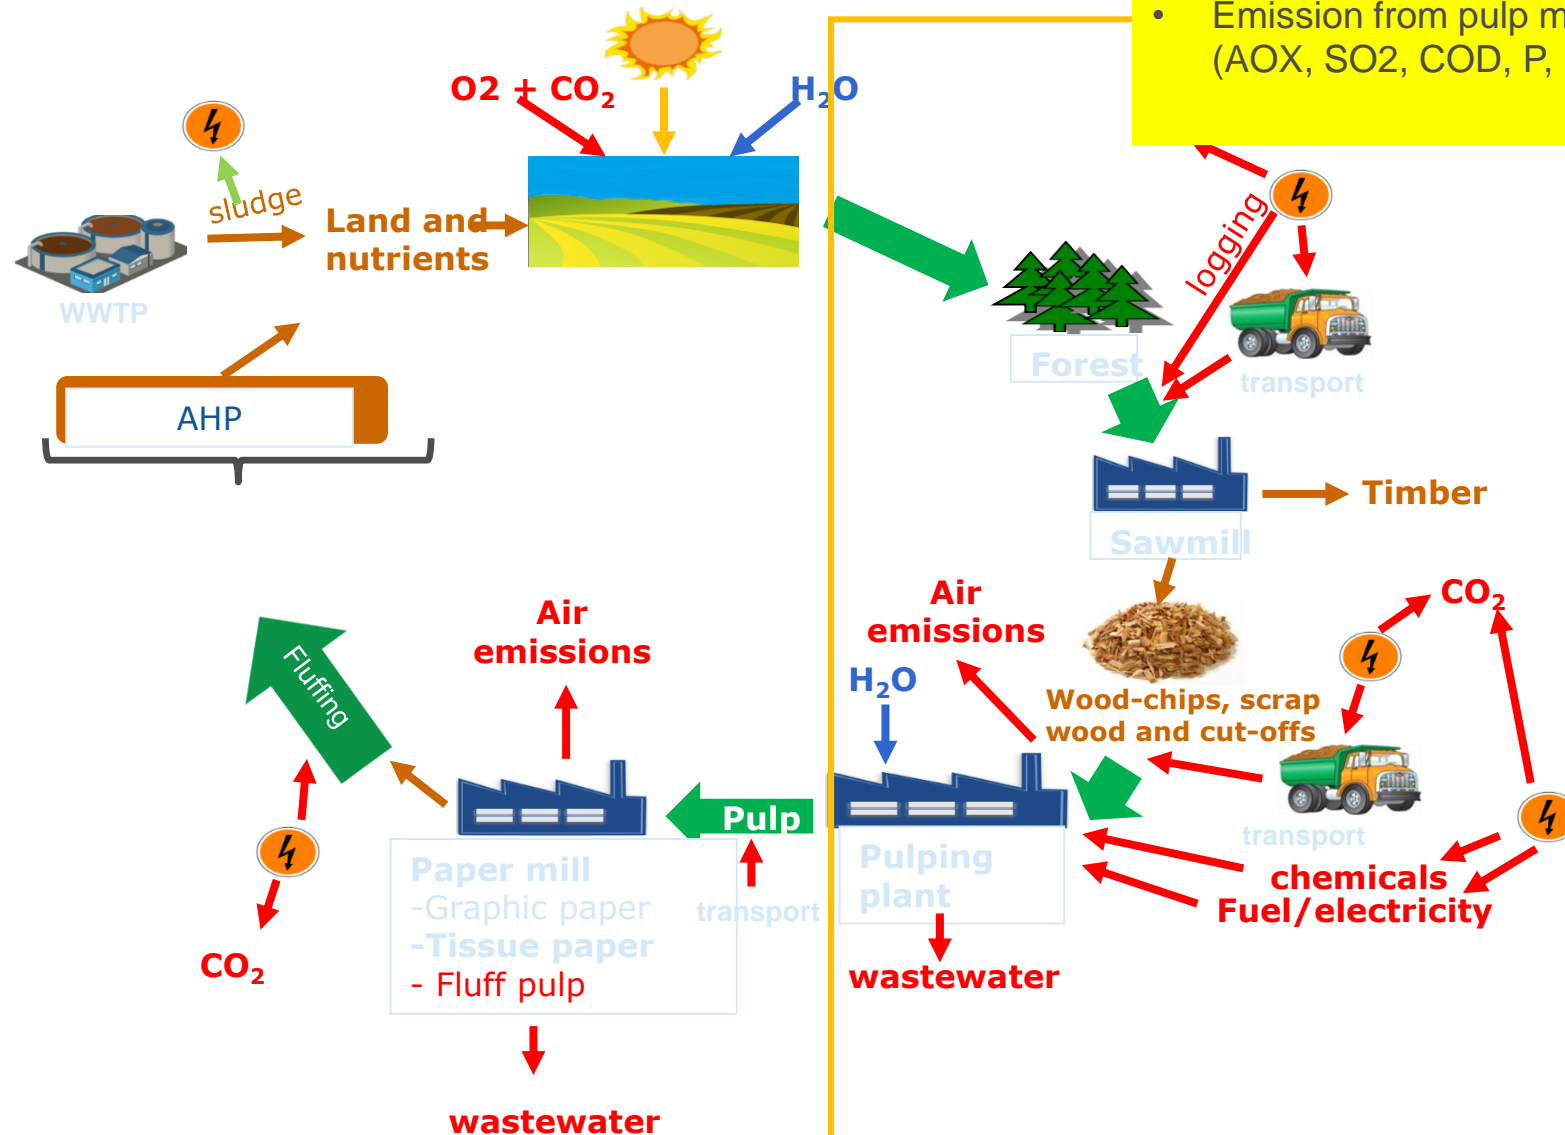 Emission from pulp m
(AOX, SO2, COD, P,
O2 + CO2
H2O
sludge
Land and
nutrients
WWTP
logging
Forest
transport
AHP
Sawmill
Timber
Air
emissions
Wood-chips, scrap
wood and cut-offs
CO2
H2O
transport
Pulping
plant
chemicals
Fuel/electricity
wastewater
Pulp
transport
Air
emissions
Fluffing
Paper mill
-Graphic paper
-Tissue paper
- Fluff pulp
CO2
wastewater